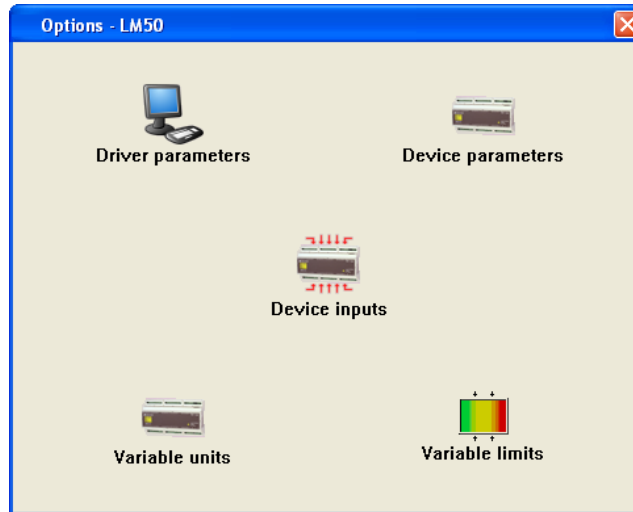 Options - LM50
Driver parameters
Device parameters
Device inputs
Variable units
Variable limits